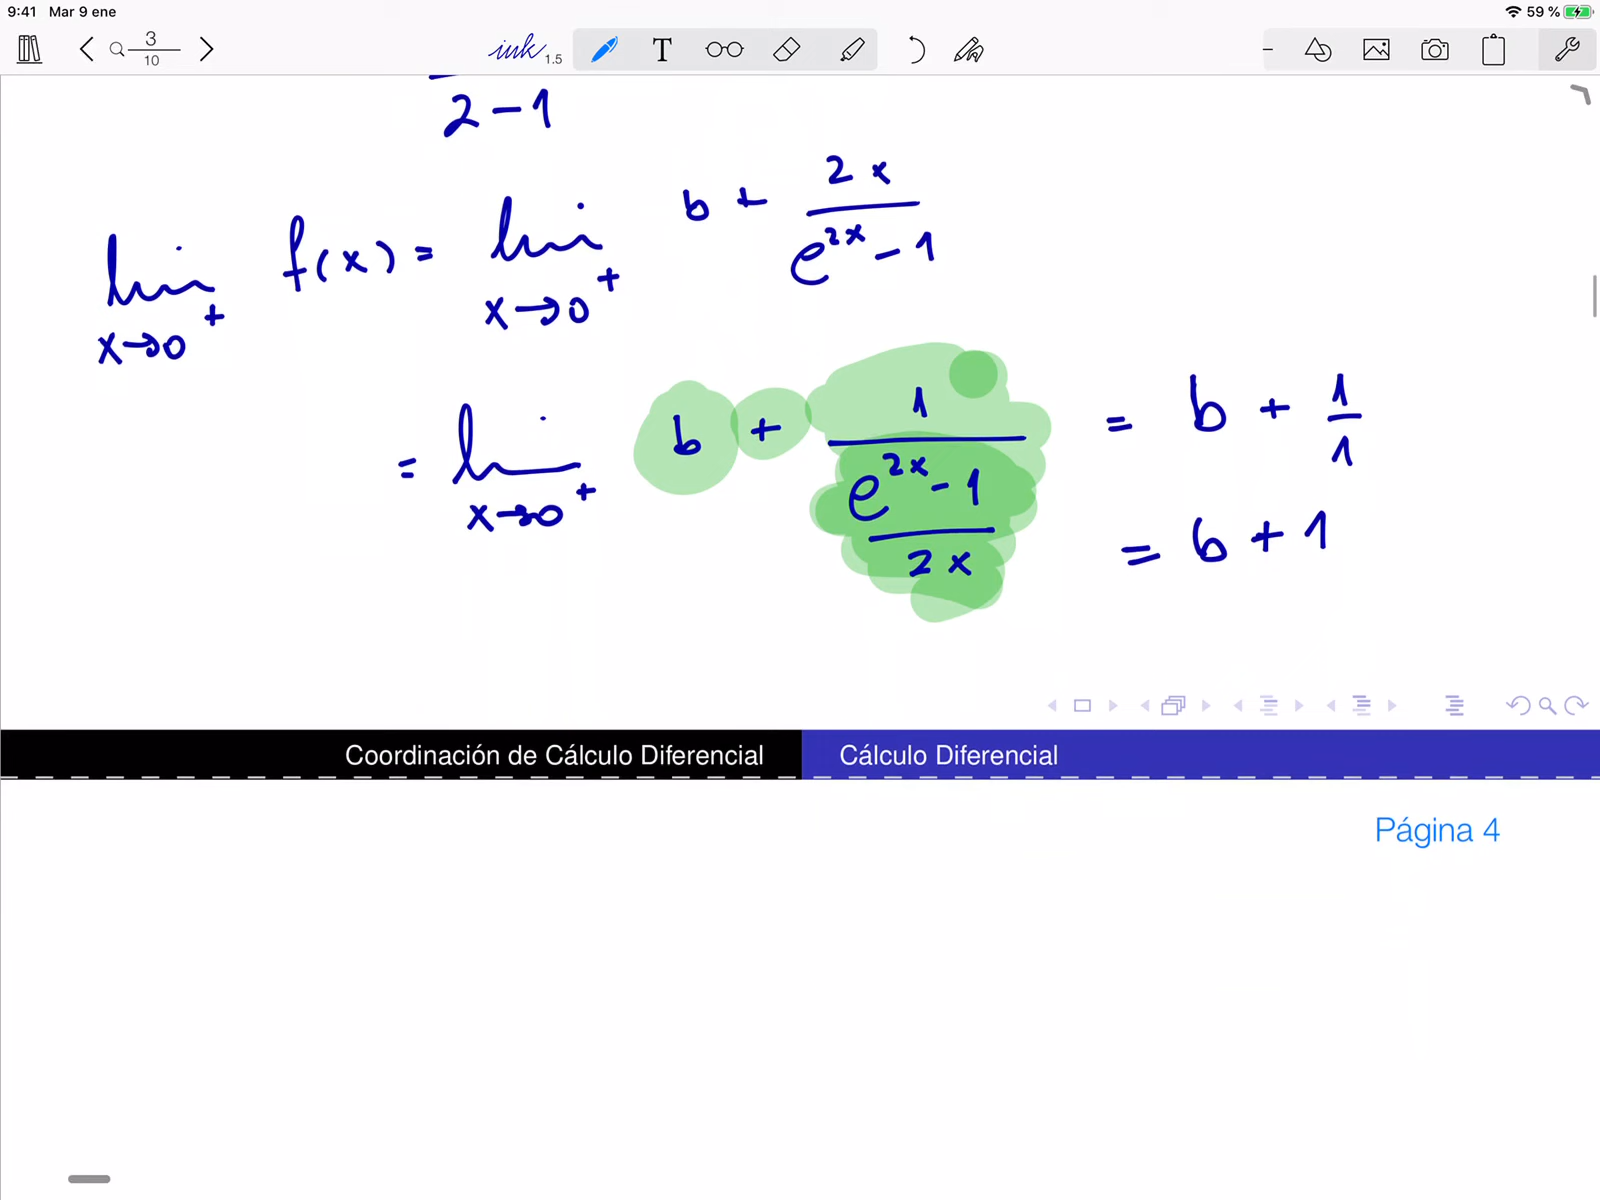 9:41 Mar 9 ene 59 %
3
10
ink 1.5 T
2 - 1
lim x→0⁺ f(x) = lim x→0⁺ b + 2x / (e^{2x} - 1)
= lim x→0⁺ b + 1 / ((e^{2x} - 1) / 2x) = b + 1/1
= b + 1
Coordinación de Cálculo Diferencial Cálculo Diferencial
Página 4